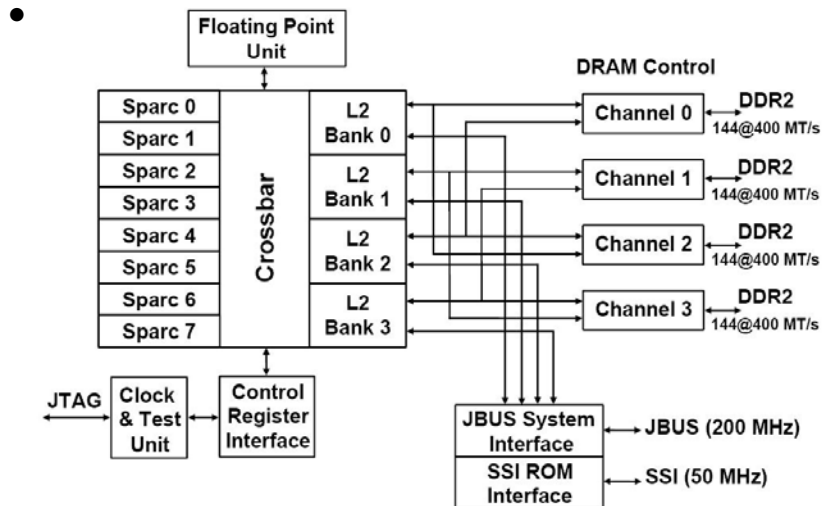 Floating Point
Unit
DRAM Control
Sparc 0
Sparc 1
Sparc 2
Sparc 3
Sparc 4
Sparc 5
Sparc 6
Sparc 7
Crossbar
L2
Bank 0
L2
Bank 1
L2
Bank 2
L2
Bank 3
Channel 0
DDR2
144@400 MT/s
Channel 1
DDR2
144@400 MT/s
Channel 2
DDR2
144@400 MT/s
Channel 3
DDR2
144@400 MT/s
JTAG
Clock
& Test
Unit
Control
Register
Interface
JBUS System
Interface
JBUS (200 MHz)
SSI ROM
Interface
SSI (50 MHz)